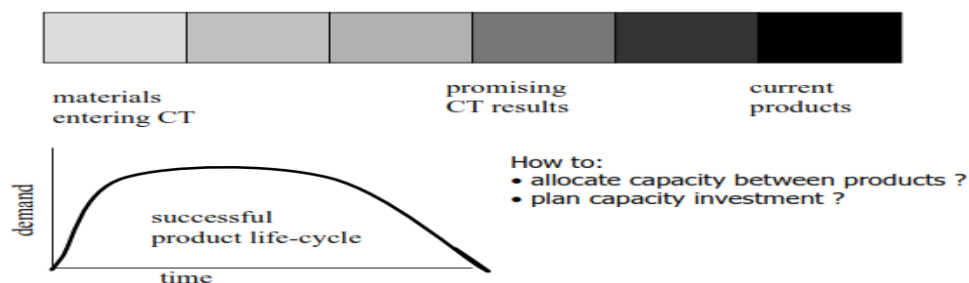 materials
entering CT
promising
CT results
current
products
demand
successful
product life-cycle
time
How to:
• allocate capacity between products ?
• plan capacity investment ?